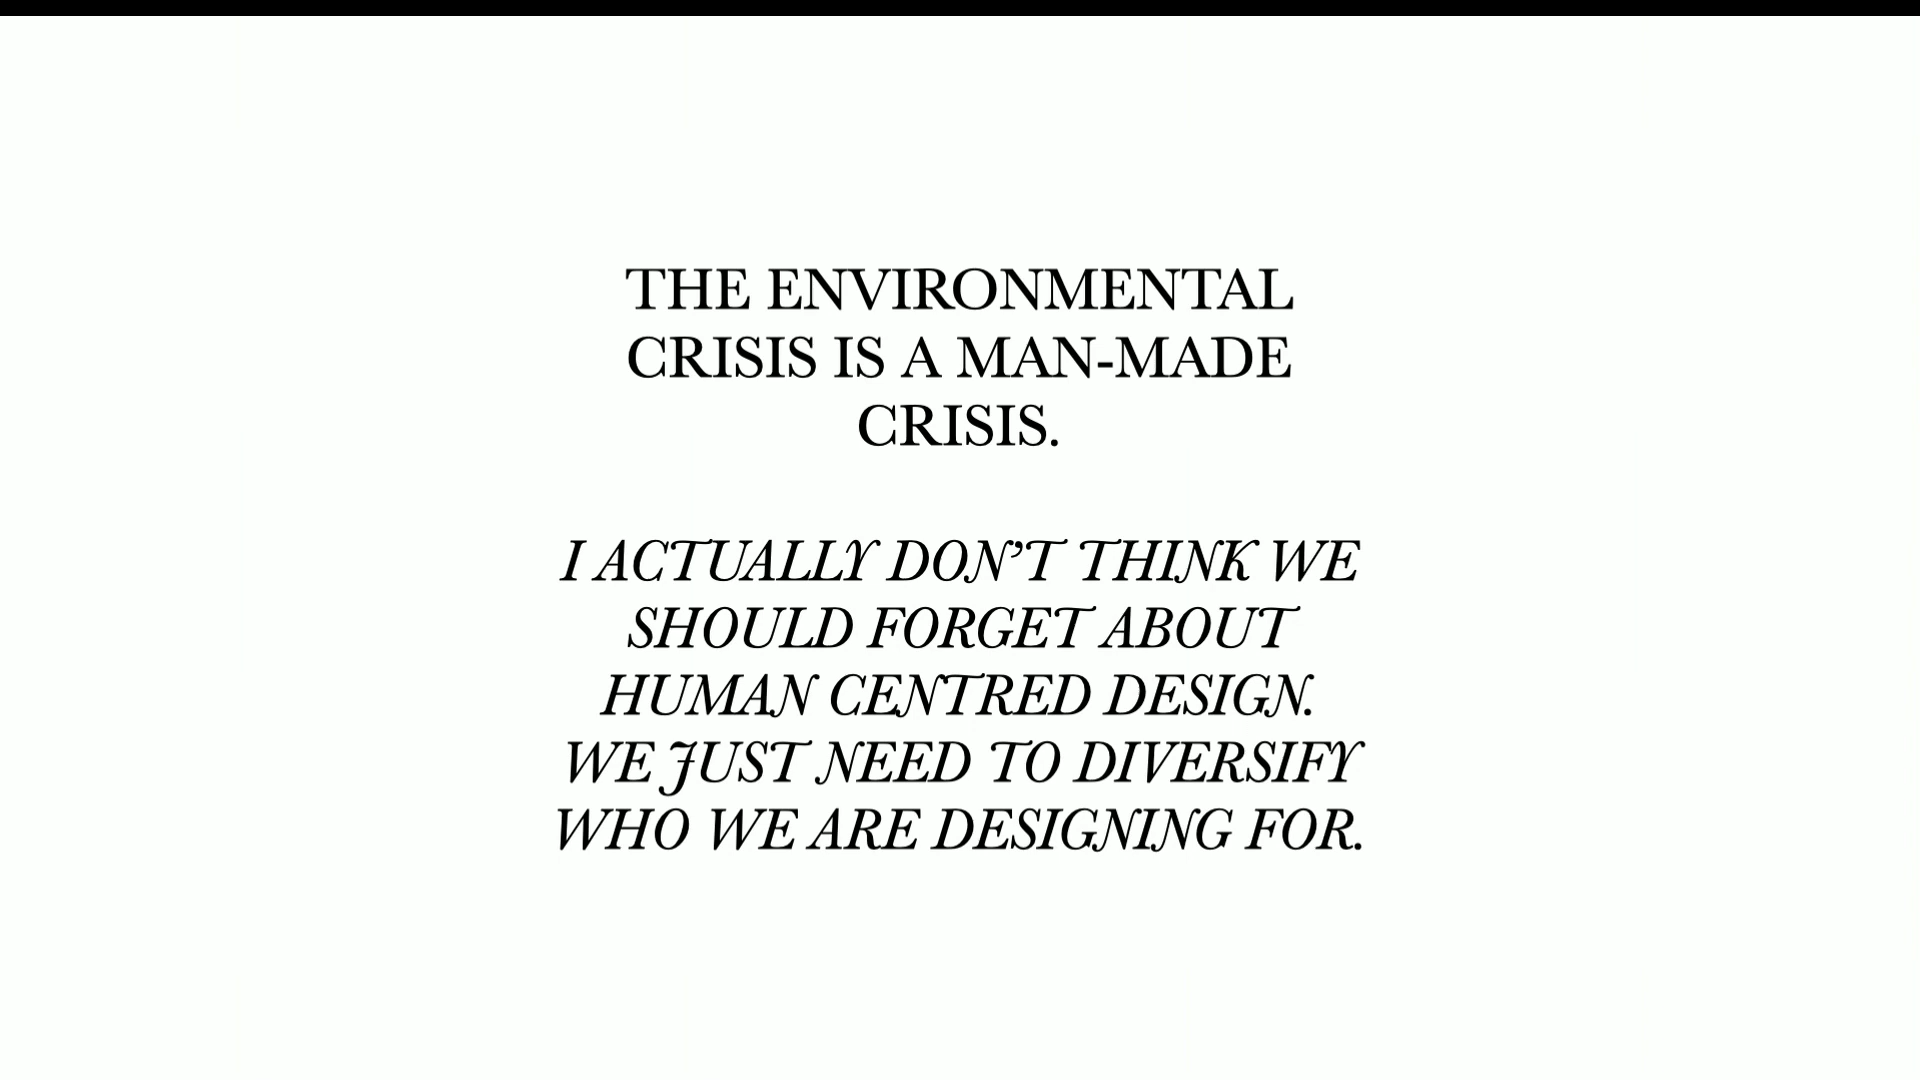 THE ENVIRONMENTAL
CRISIS IS A MAN-MADE
CRISIS.
I ACTUALLY DON’T THINK WE
SHOULD FORGET ABOUT
HUMAN CENTRED DESIGN.
WE JUST NEED TO DIVERSIFY
WHO WE ARE DESIGNING FOR.